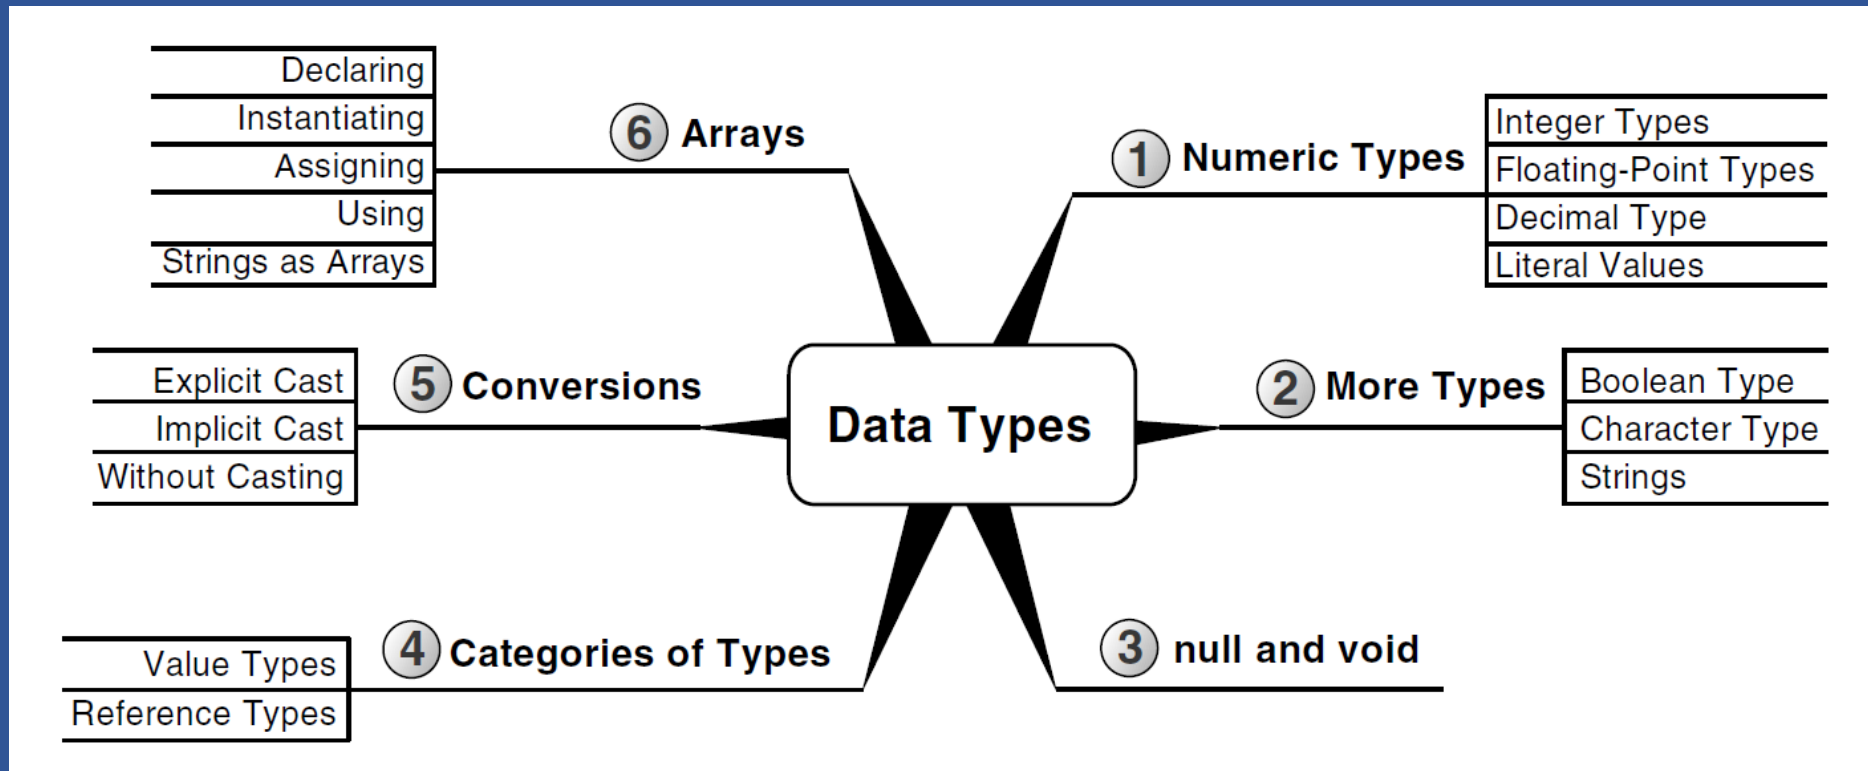 Data Types
1 Numeric Types
Integer Types
Floating-Point Types
Decimal Type
Literal Values
2 More Types
Boolean Type
Character Type
Strings
3 null and void
4 Categories of Types
Value Types
Reference Types
5 Conversions
Explicit Cast
Implicit Cast
Without Casting
6 Arrays
Declaring
Instantiating
Assigning
Using
Strings as Arrays